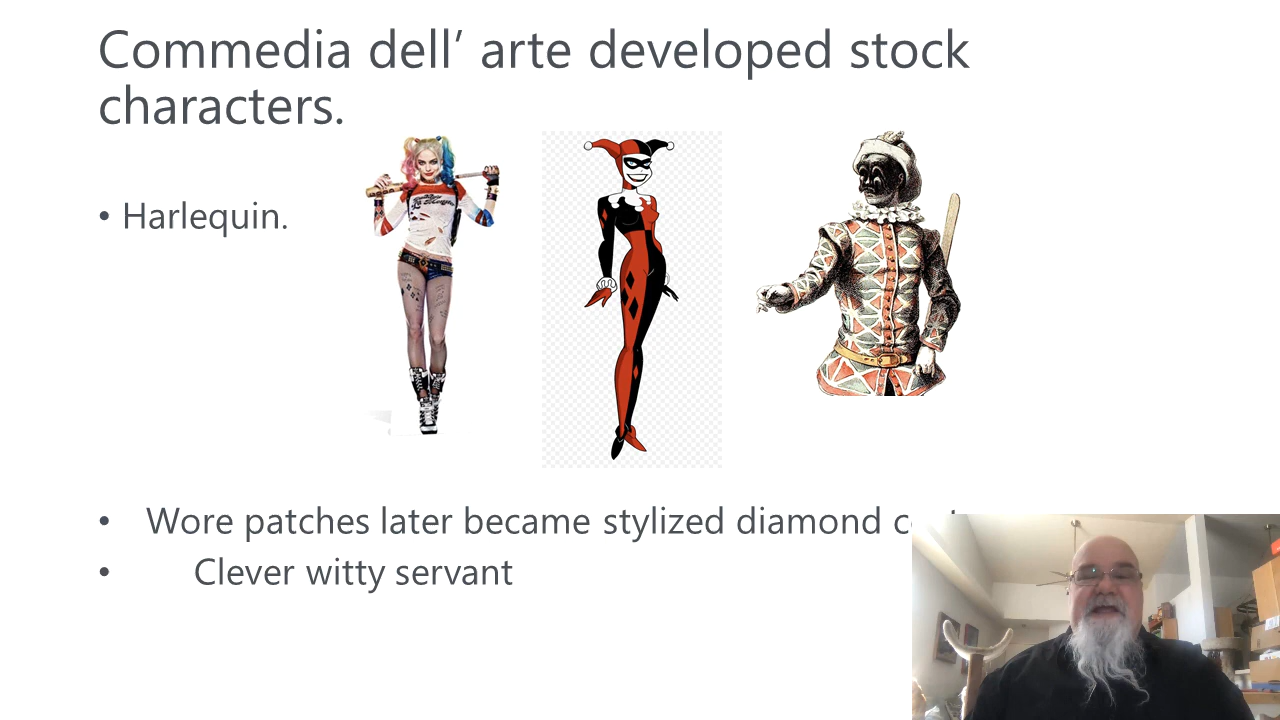 Commedia dell’ arte developed stock
characters.
• Harlequin.
• Wore patches later became stylized diamond
• Clever witty servant